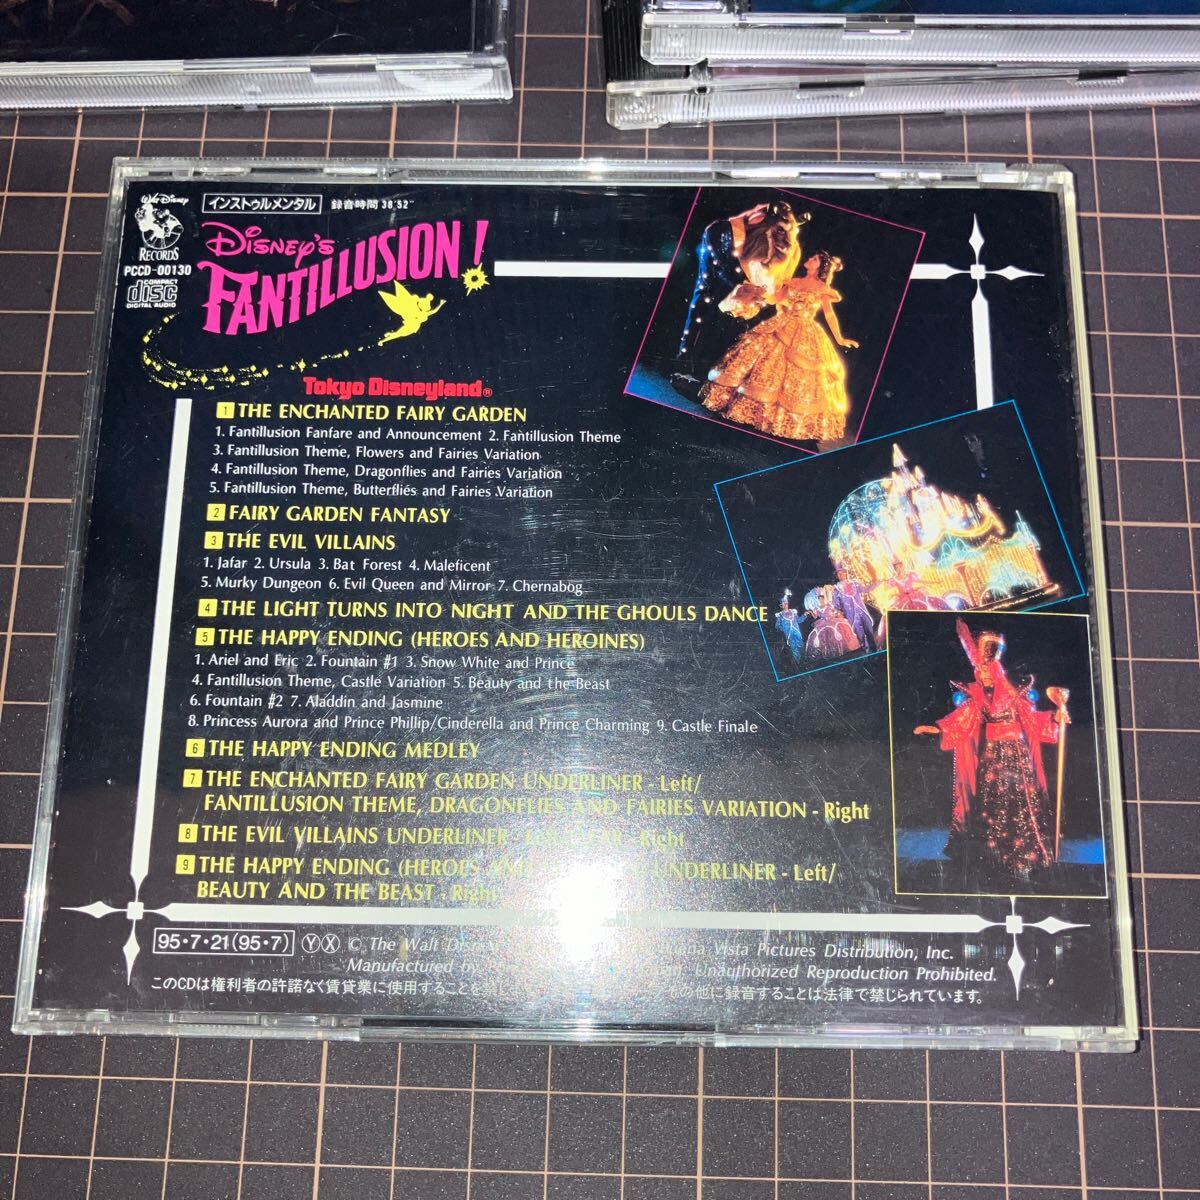 Walt Disney
RECORDS
PCCD-00130
COMPACT
disc
DIGITAL AUDIO
インストゥルメンタル 録音時間 38'52"
DISNEY'S
FANTILLUSION!
Tokyo Disneyland®
1 THE ENCHANTED FAIRY GARDEN
1. Fantillusion Fanfare and Announcement 2. Fantillusion Theme
3. Fantillusion Theme, Flowers and Fairies Variation
4. Fantillusion Theme, Dragonflies and Fairies Variation
5. Fantillusion Theme, Butterfliés and Fairies Variation
2 FAIRY GARDEN FANTASY
3 THE EVIL VILLAINS
1. Jafar 2. Ursula 3. Bat Forest 4. Maleficent
5. Murky Dungeon 6. Evil Queen and Mirror 7. Chernabog
4 THE LIGHT TURNS INTO NIGHT AND THE GHOULS DANCE
5 THE HAPPY ENDING (HEROES AND HEROINES)
1. Ariel and Eric 2. Fountain #1 3. Snow White and Prince
4. Fantillusion Theme, Castle Variation 5. Beauty and the Beast
6. Fountain #2 7. Aladdin and Jasmine
8. Princess Aurora and Prince Phillip/Cinderella and Prince Charming 9. Castle Finale
6 THE HAPPY ENDING MEDLEY
7 THE ENCHANTED FAIRY GARDEN UNDERLINER - Left/
FANTILLUSION THEME, DRAGONFLIES AND FAIRIES VARIATION - Right
8 THE EVIL VILLAINS UNDERLINER - Right
9 THE HAPPY ENDING (HEROES AND UNDERLINER - Left/
BEAUTY AND THE BEAST - Right
95・7・21(95・7) Ⓨ Ⓧ © The Walt Disney Vista Pictures Distribution, Inc.
Manufactured by Unauthorized Reproduction Prohibited.
このCDは権利者の許諾なく賃貸業に使用することを その他に録音することは法律で禁じられています。